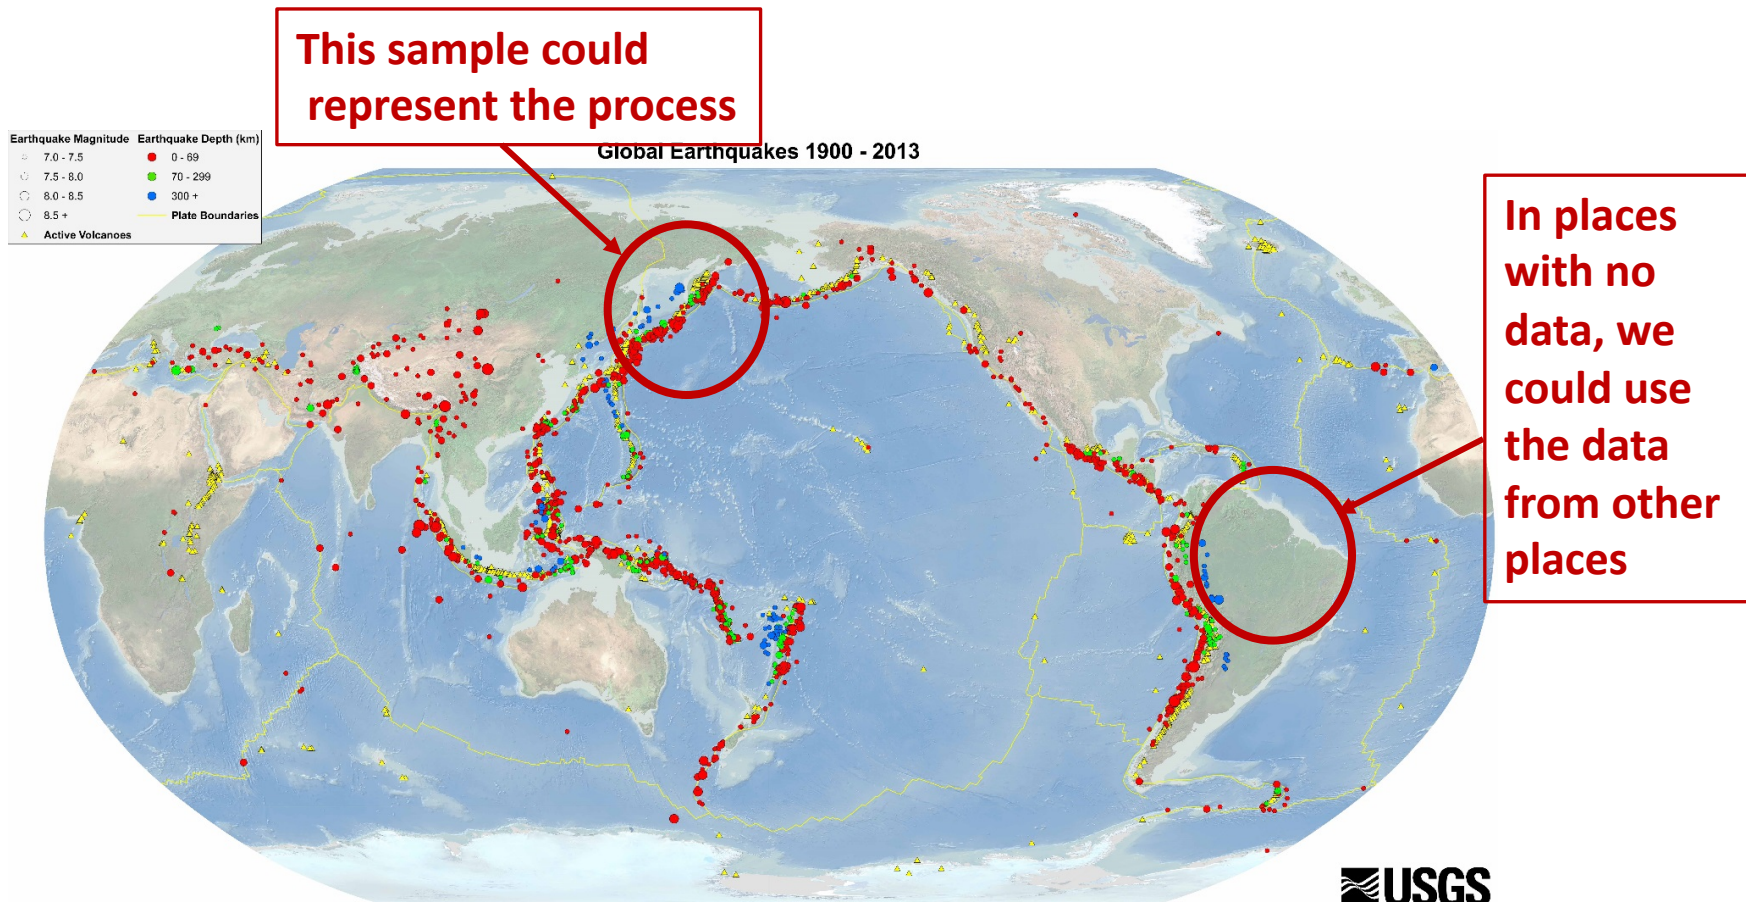 This sample could
represent the process
Earthquake Magnitude Earthquake Depth (km)
7.0 - 7.5 0 - 69
7.5 - 8.0 70 - 299
8.0 - 8.5 300 +
8.5 + Plate Boundaries
Active Volcanoes
Global Earthquakes 1900 - 2013
In places
with no
data, we
could use
the data
from other
places
USGS